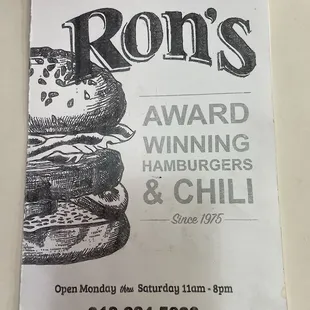 Ron's
AWARD
WINNING
HAMBURGERS
& CHILI
Since 1975
Open Monday thru Saturday 11am - 8pm